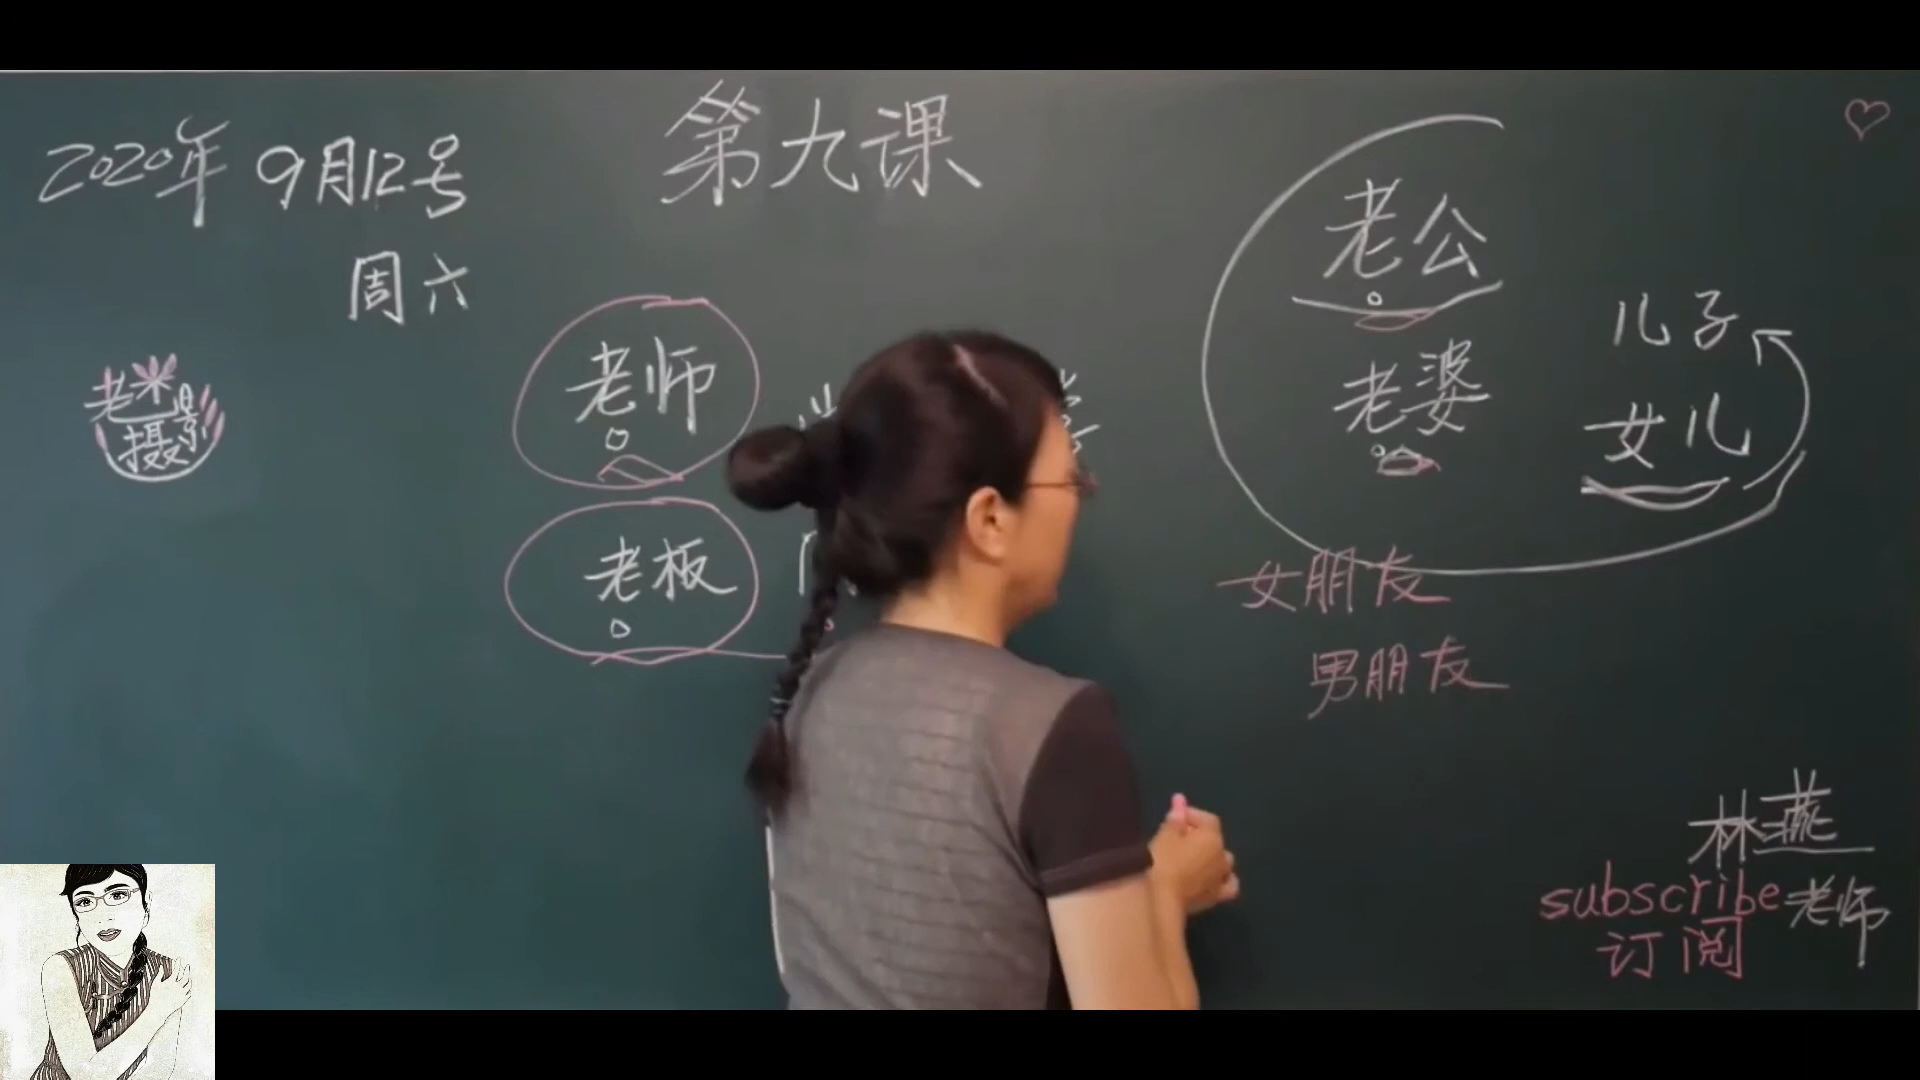 2020年 9月12号
周六
第九课
老米
摄影
老师
老板
老公
老婆
儿子
女儿
女朋友
男朋友
林燕
老师
subscribe
订阅